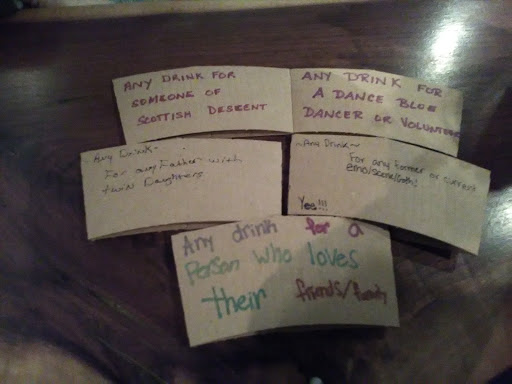 ANY DRINK FOR
SOMEONE OF
SCOTTISH DESCENT
ANY DRINK FOR
A DANCE BLUE
DANCER OR VOLUNTEER
~Any Drink~
For any Father with
twin Daughters
~Any Drink~
For any former or current
emo/scene/goth!
Yes!!!
Any drink for a
Person who loves
their friends/family